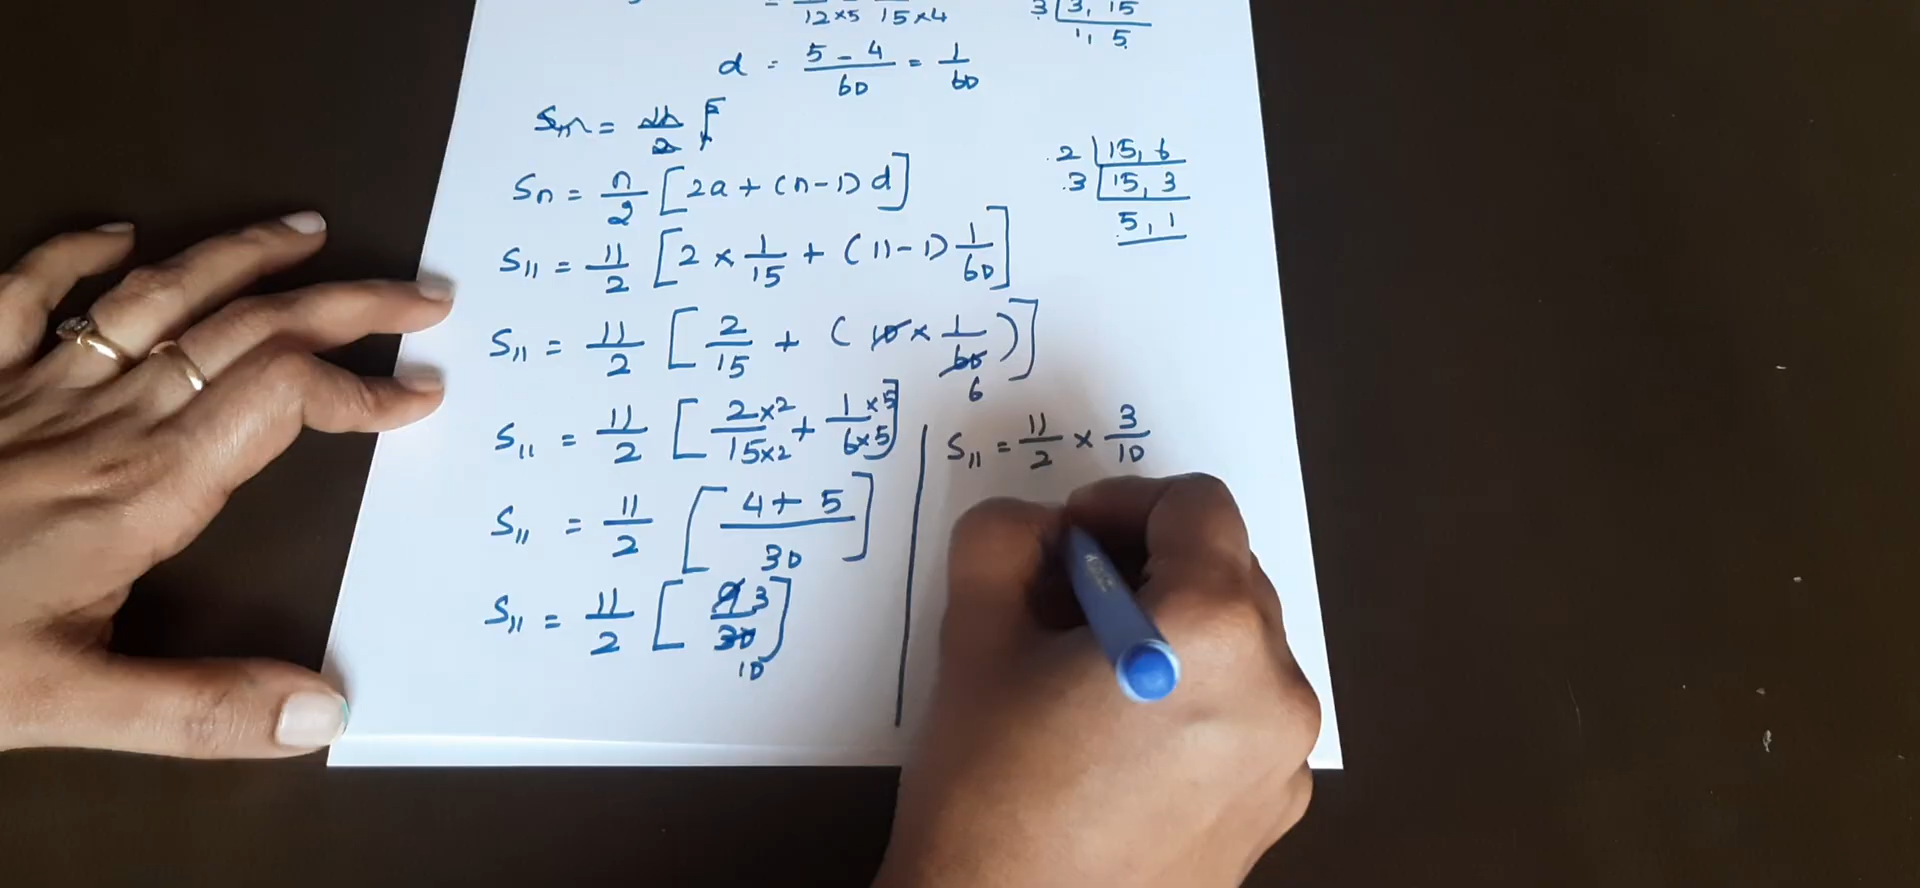 = 12×5 15×4
d = 5 - 4 / 60 = 1/60
Sn = n/2 [2a + (n-1) d]
S11 = 11/2 [2 × 1/15 + (11-1) 1/60]
S11 = 11/2 [2/15 + (10 × 1/60)]
6
S11 = 11/2 [2×2/15×2 + 1×5/6×5]
S11 = 11/2 [4+5/30]
S11 = 11/2 [9/30]
3
10
S11 = 11/2 × 3/10
3 | 3, 15
1, 5
2 | 15, 6
3 | 15, 3
5, 1